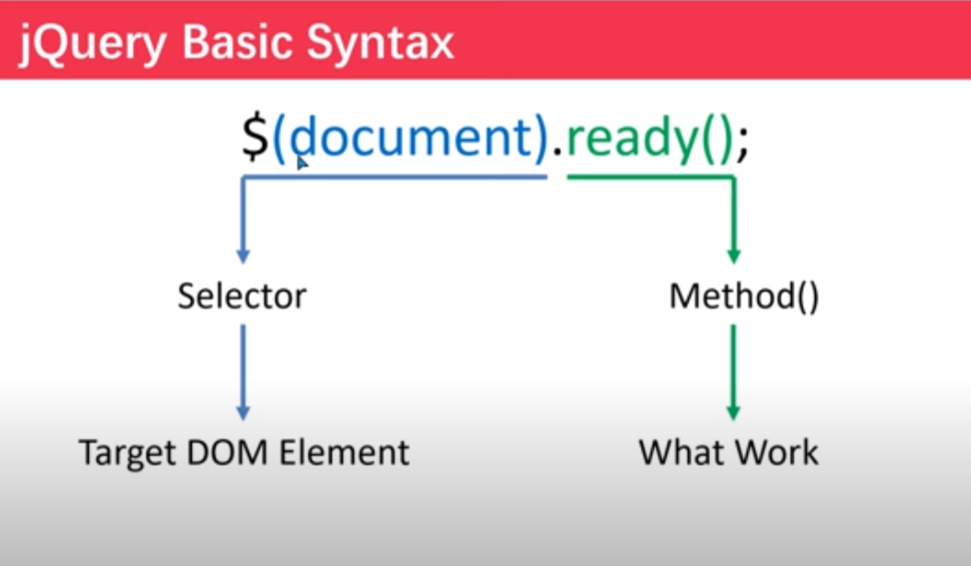 jQuery Basic Syntax
$(document).ready();
Selector
Method()
Target DOM Element
What Work